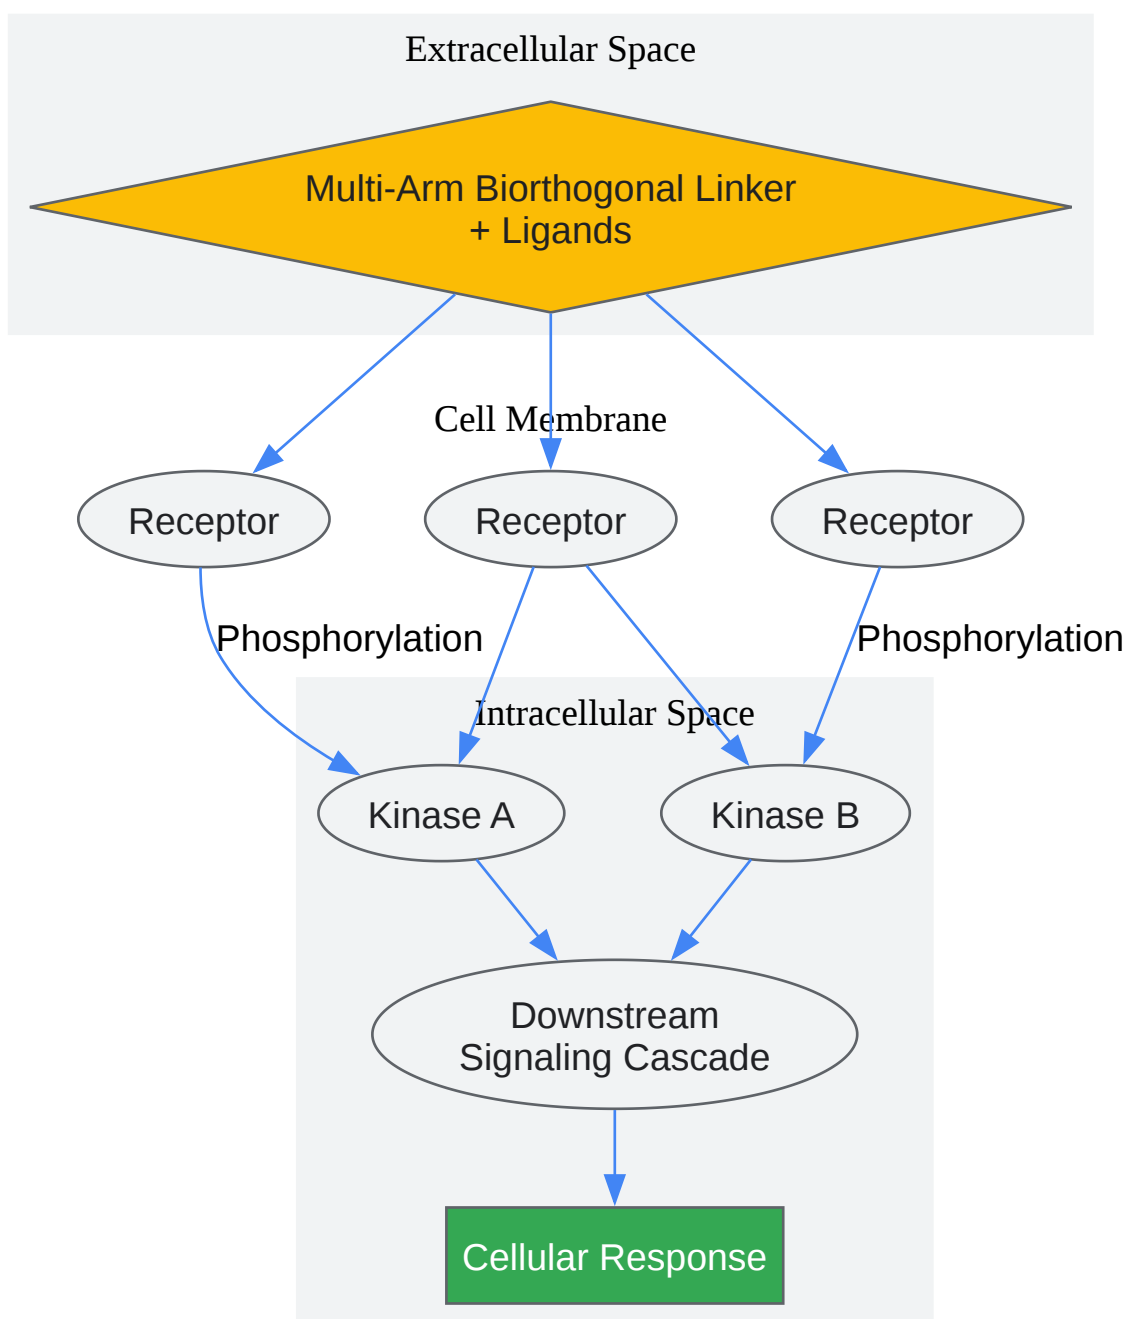 Extracellular Space
Multi-Arm Biorthogonal Linker
+ Ligands
Cell Membrane
Receptor
Receptor
Receptor
Phosphorylation
Phosphorylation
Intracellular Space
Kinase A
Kinase B
Downstream
Signaling Cascade
Cellular Response